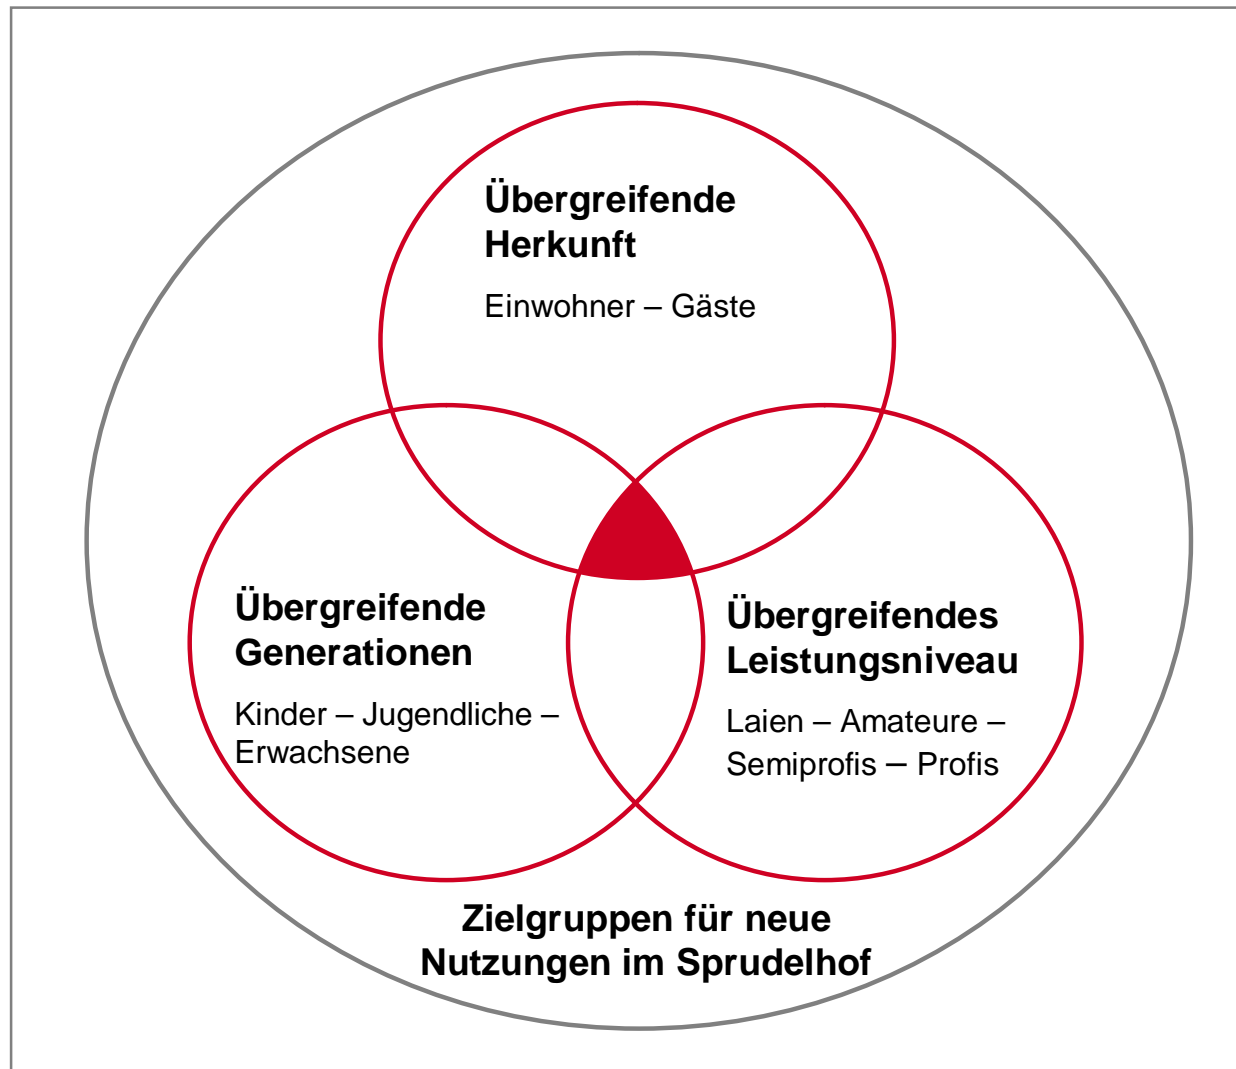 Übergreifende
Herkunft
Einwohner – Gäste
Übergreifende
Generationen
Kinder – Jugendliche –
Erwachsene
Übergreifendes
Leistungsniveau
Laien – Amateure –
Semiprofis – Profis
Zielgruppen für neue
Nutzungen im Sprudelhof